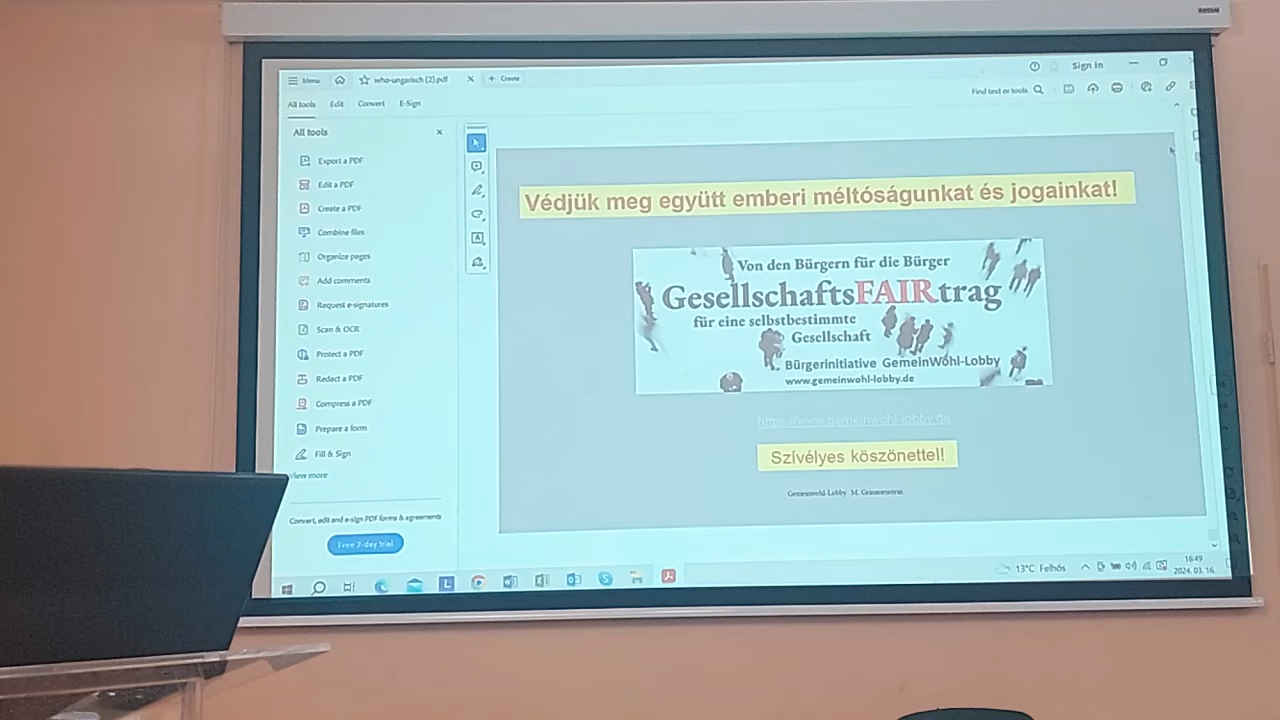 Menu
who-ungarisch (2).pdf
Create
Sign in
All tools
Edit
Convert
E-Sign
Find text or tools
All tools
Export a PDF
Edit a PDF
Create a PDF
Combine files
Organize pages
Add comments
Request e-signatures
Scan & OCR
Protect a PDF
Redact a PDF
Compress a PDF
Prepare a form
Fill & Sign
View more
Convert, edit and e-sign PDF forms & agreements
Free 7-day trial
Védjük meg együtt emberi méltóságunkat és jogainkat!
Von den Bürgern für die Bürger
GesellschaftsFAIRtrag
für eine selbstbestimmte
Gesellschaft
Bürgerinitiative GemeinWohl-Lobby
www.gemeinwohl-lobby.de
https://www.gemeinwohl-lobby.de
Szívélyes köszönettel!
Gemeinwohl-Lobby M.
13°C Felhős
16:49
2024. 03. 16.